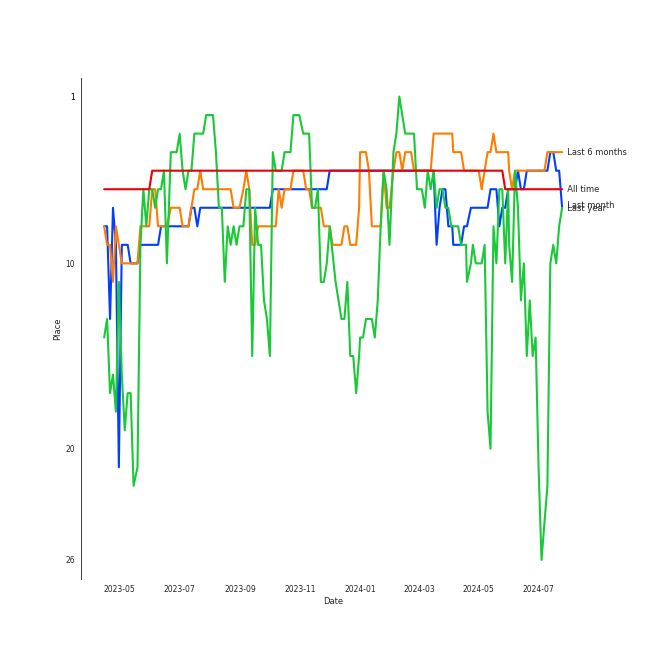 1
10
20
26
Place
2023-05
2023-07
2023-09
2023-11
2024-01
2024-03
2024-05
2024-07
Date
Last 6 months
All time
Last month
Last year